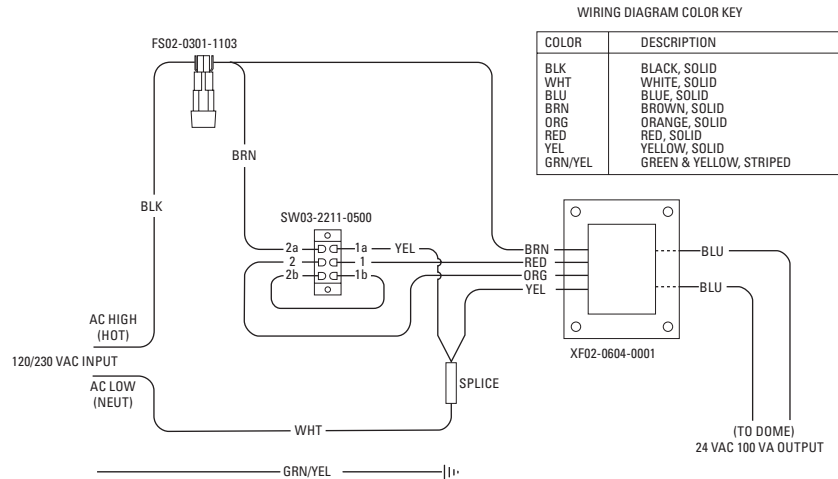 WIRING DIAGRAM COLOR KEY
COLOR DESCRIPTION
BLK BLACK, SOLID
WHT WHITE, SOLID
BLU BLUE, SOLID
BRN BROWN, SOLID
ORG ORANGE, SOLID
RED RED, SOLID
YEL YELLOW, SOLID
GRN/YEL GREEN & YELLOW, STRIPED
FS02-0301-1103
BRN
BLK
SW03-2211-0500
2a 1a YEL
2 1
2b 1b
BRN
RED
ORG
YEL
BLU
BLU
XF02-0604-0001
AC HIGH
(HOT)
120/230 VAC INPUT
AC LOW
(NEUT)
SPLICE
WHT
(TO DOME)
24 VAC 100 VA OUTPUT
GRN/YEL